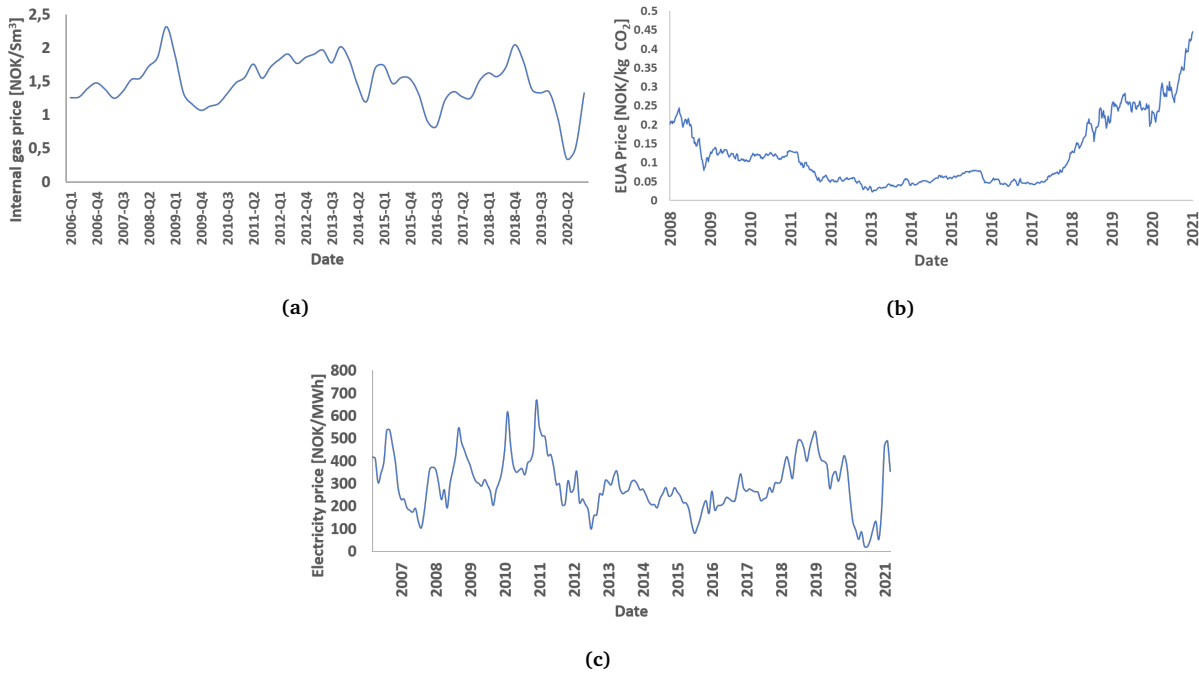 2,5
2
1,5
1
0,5
0
Internal gas price [NOK/Sm³]
2006-Q1
2006-Q4
2007-Q3
2008-Q2
2009-Q1
2009-Q4
2010-Q3
2011-Q2
2012-Q1
2012-Q4
2013-Q3
2014-Q2
2015-Q1
2015-Q4
2016-Q3
2017-Q2
2018-Q1
2018-Q4
2019-Q3
2020-Q2
Date
(a)
0.5
0.45
0.4
0.35
0.3
0.25
0.2
0.15
0.1
0.05
0
EUA Price [NOK/kg CO₂]
2008
2009
2010
2011
2012
2013
2014
2015
2016
2017
2018
2019
2020
2021
Date
(b)
800
700
600
500
400
300
200
100
0
Electricity price [NOK/MWh]
2007
2008
2009
2010
2011
2012
2013
2014
2015
2016
2017
2018
2019
2020
2021
Date
(c)